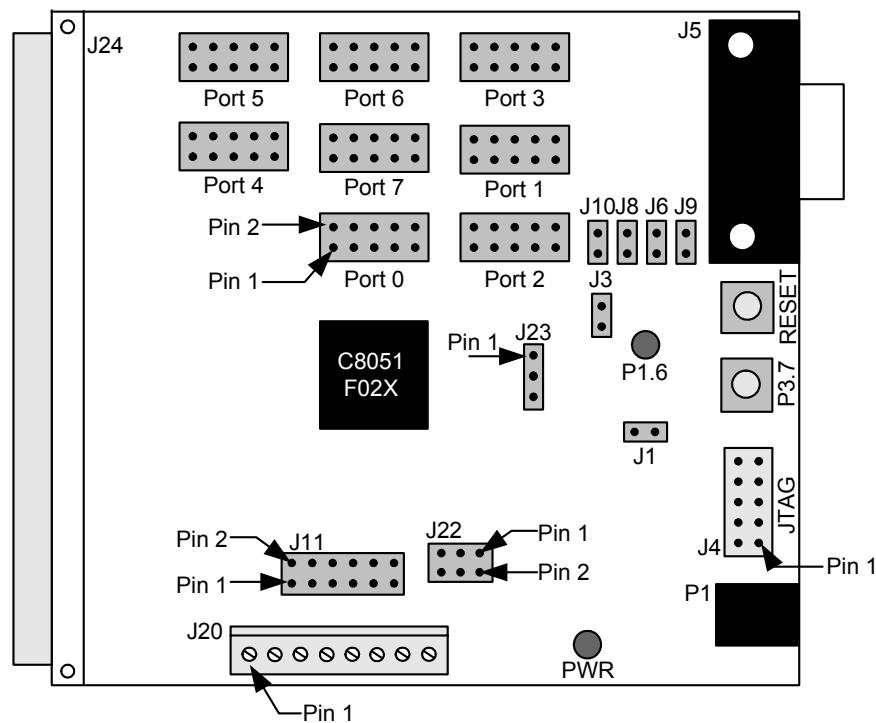 J24
J5
Port 5
Port 6
Port 3
Port 4
Port 7
Port 1
J10
J8
J6
J9
Pin 2
Pin 1
Port 0
Port 2
J3
RESET
J23
Pin 1
C8051
F02X
P1.6
P3.7
J1
JTAG
J4
Pin 1
Pin 2
J11
Pin 1
J22
Pin 1
Pin 2
P1
J20
PWR
Pin 1